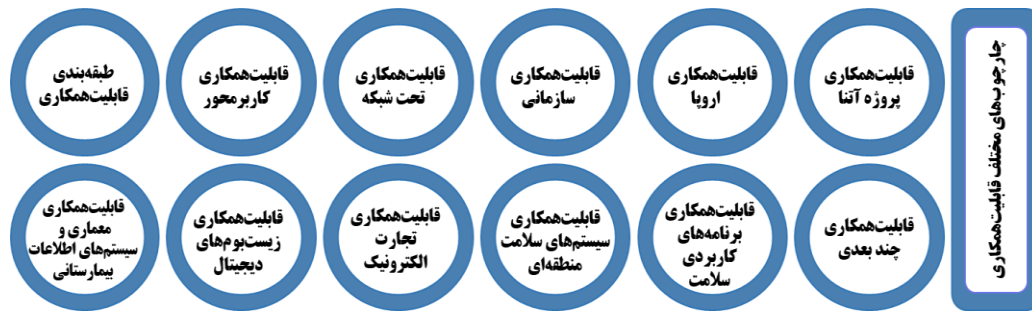 چارچوب‌های مختلف قابلیت‌همکاری
قابلیت‌همکاری
پروژه آتنا
قابلیت‌همکاری
اروپا
قابلیت‌همکاری
سازمانی
قابلیت‌همکاری
تحت شبکه
قابلیت‌همکاری
کاربرمحور
طبقه‌بندی
قابلیت‌همکاری
قابلیت‌همکاری
چند بعدی
قابلیت‌همکاری
برنامه‌های
کاربردی
سلامت
قابلیت‌همکاری
سیستم‌های سلامت
منطقه‌ای
قابلیت‌همکاری
تجارت
الکترونیک
قابلیت‌همکاری
زیست‌بوم‌های
دیجیتال
قابلیت‌همکاری
معماری و
سیستم‌های اطلاعات
بیمارستانی